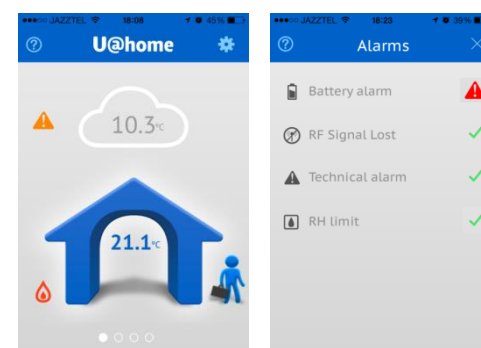 JAZZTEL 18:08 45%
U@home
10.3°C
21.1°C
JAZZTEL 18:23 39%
Alarms
Battery alarm
RF Signal Lost
Technical alarm
RH limit